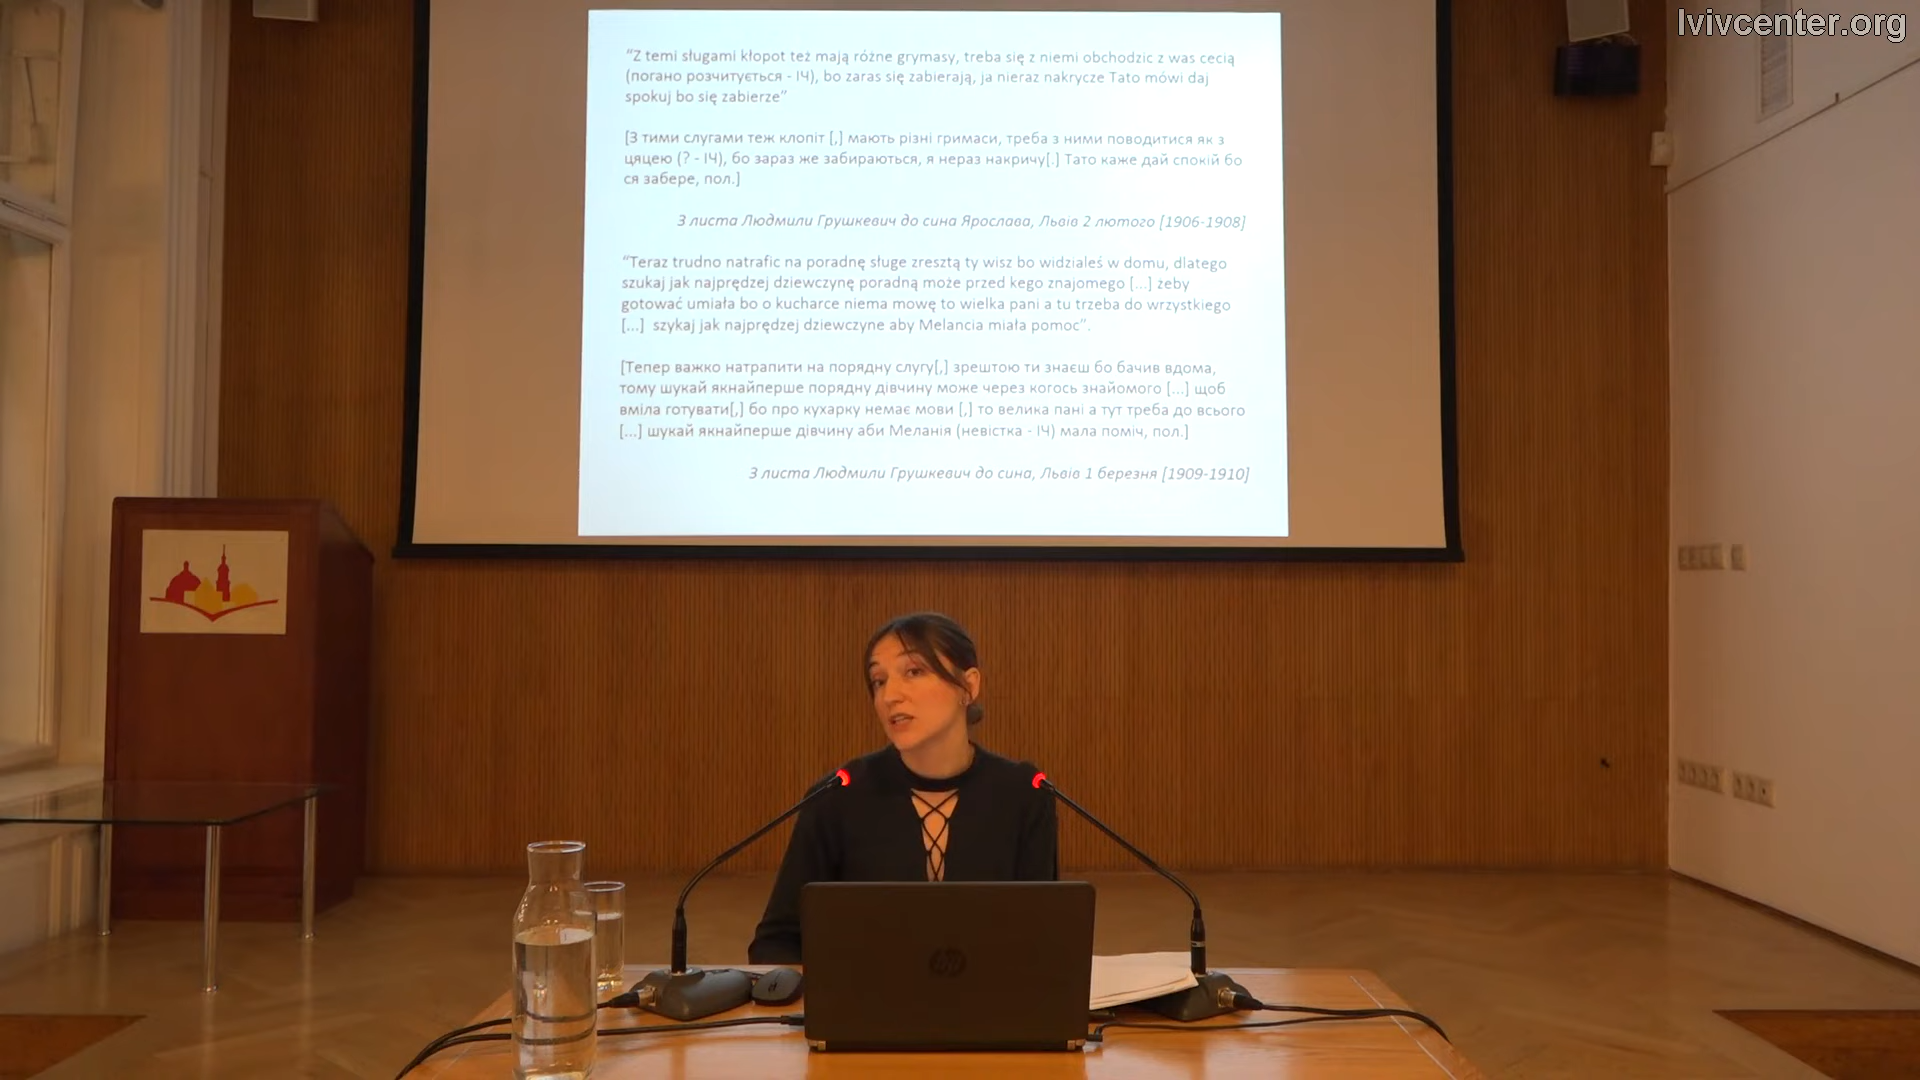 lvivcenter.org
“Z temi sługami kłopot też mają różne grymasy, treba się z niemi obchodzic z was cecią
(погано розчитується - ІЧ), bo zaras się zabierają, ja nieraz nakrycze Tato mówi daj
spokuj bo się zabierze”
[З тими слугами теж клопіт [,] мають різні гримаси, треба з ними поводитися як з
цяцею (? - ІЧ), бо зараз же забираються, я нераз накричу[.] Тато каже дай спокій бо
ся забере, пол.]
З листа Людмили Грушкевич до сина Ярослава, Львів 2 лютого [1906-1908]
“Teraz trudno natrafic na poradnę sługe zresztą ty wisz bo widziałeś w domu, dlatego
szukaj jak najprędzej dziewczynę poradną może przed kego znajomego [...] żeby
gotować umiała bo o kucharce niema mowę to wielka pani a tu trzeba do wrzystkiego
[...] szykaj jak najprędzej dziewczyne aby Melancia miała pomoc”.
[Тепер важко натрапити на порядну слугу[,] зрештою ти знаєш бо бачив вдома,
тому шукай якнайперше порядну дівчину може через когось знайомого [...] щоб
вміла готувати[,] бо про кухарку немає мови [,] то велика пані а тут треба до всього
[...] шукай якнайперше дівчину аби Меланія (невістка - ІЧ) мала поміч, пол.]
З листа Людмили Грушкевич до сина, Львів 1 березня [1909-1910]
hp